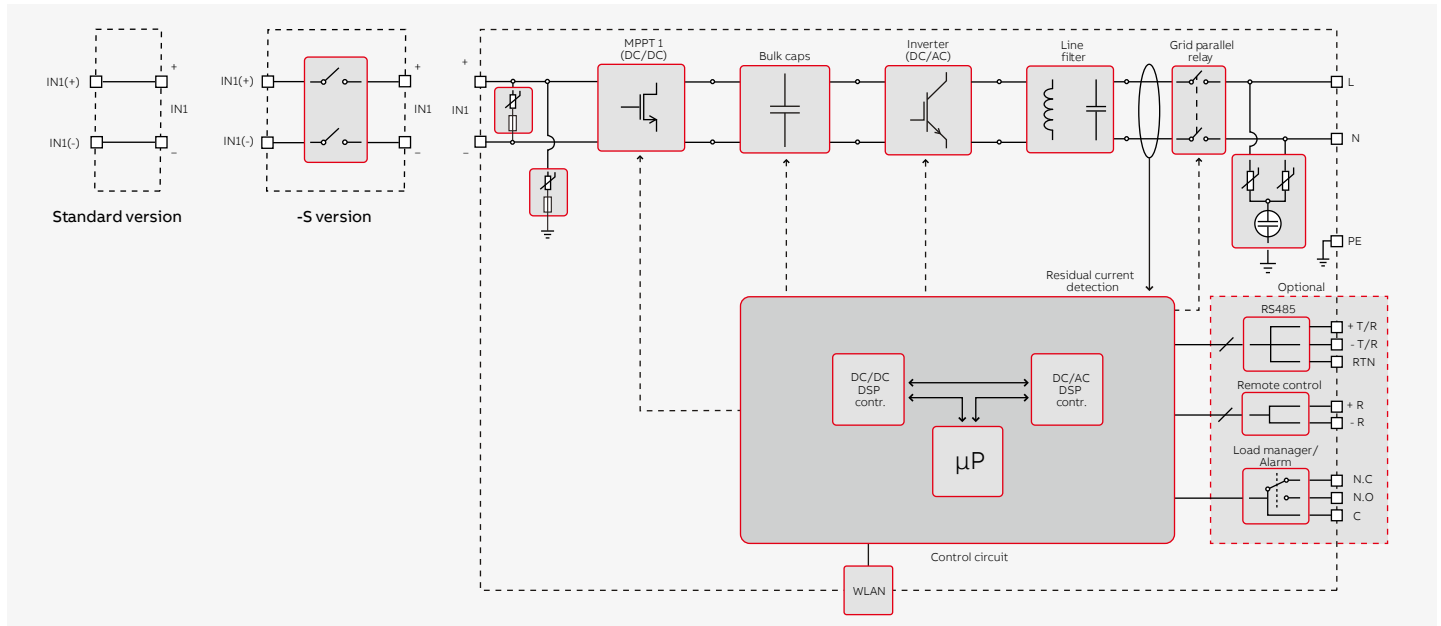 IN1(+)
+
IN1
IN1(-)
–
Standard version
IN1(+)
+
IN1
IN1(-)
–
-S version
+
IN1
–
MPPT 1
(DC/DC)
Bulk caps
Inverter
(DC/AC)
Line
filter
Grid parallel
relay
L
N
PE
Residual current
detection
Optional
RS485
+ T/R
- T/R
RTN
Remote control
+ R
- R
Load manager/
Alarm
N.C
N.O
C
DC/DC
DSP
contr.
DC/AC
DSP
contr.
µP
Control circuit
WLAN